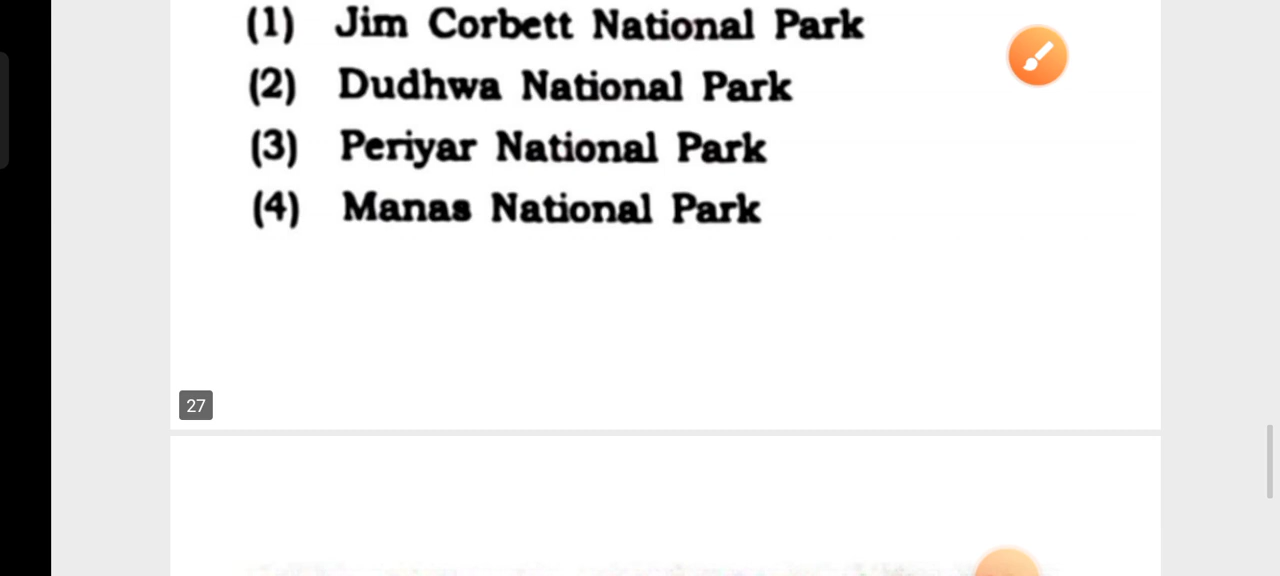 (1) Jim Corbett National Park
(2) Dudhwa National Park
(3) Periyar National Park
(4) Manas National Park
27